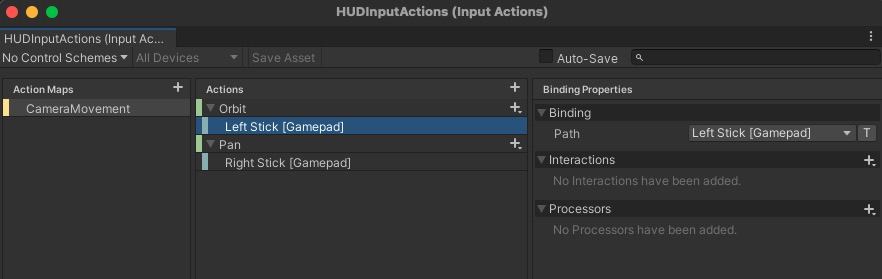 HUDInputActions (Input Actions)
HUDInputActions (Input Ac...
No Control Schemes All Devices Save Asset Auto-Save
Action Maps + Actions + Binding Properties
CameraMovement
Orbit
Left Stick [Gamepad]
Pan
Right Stick [Gamepad]
Binding
Path Left Stick [Gamepad] T
Interactions
No Interactions have been added.
Processors
No Processors have been added.